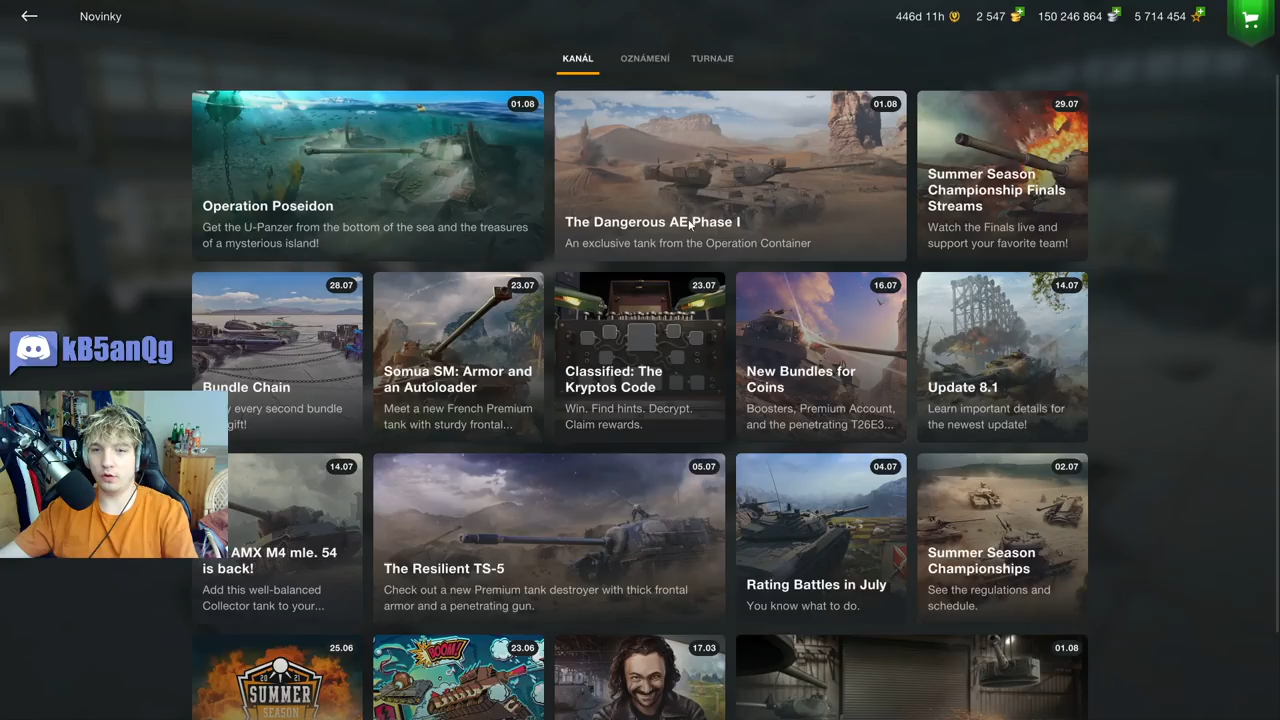 Novinky
446d 11h
2 547
150 246 864
5 714 454
KANÁL
OZNÁMENÍ
TURNAJE
01.08
Operation Poseidon
Get the U-Panzer from the bottom of the sea and the treasures
of a mysterious island!
01.08
The Dangerous AE Phase I
An exclusive tank from the Operation Container
29.07
Summer Season
Championship Finals
Streams
Watch the Finals live and
support your favorite team!
28.07
Bundle Chain
every second bundle
gift!
23.07
Somua SM: Armor and
an Autoloader
Meet a new French Premium
tank with sturdy frontal...
23.07
Classified: The
Kryptos Code
Win. Find hints. Decrypt.
Claim rewards.
16.07
New Bundles for
Coins
Boosters, Premium Account,
and the penetrating T26E3...
14.07
Update 8.1
Learn important details for
the newest update!
kB5anQg
14.07
AMX M4 mle. 54
is back!
Add this well-balanced
Collector tank to your...
05.07
The Resilient TS-5
Check out a new Premium tank destroyer with thick frontal
armor and a penetrating gun.
04.07
Rating Battles in July
You know what to do.
02.07
Summer Season
Championships
See the regulations and
schedule.
25.06
20 21
SUMMER
SEASON
23.06
BOOM!
17.03
01.08